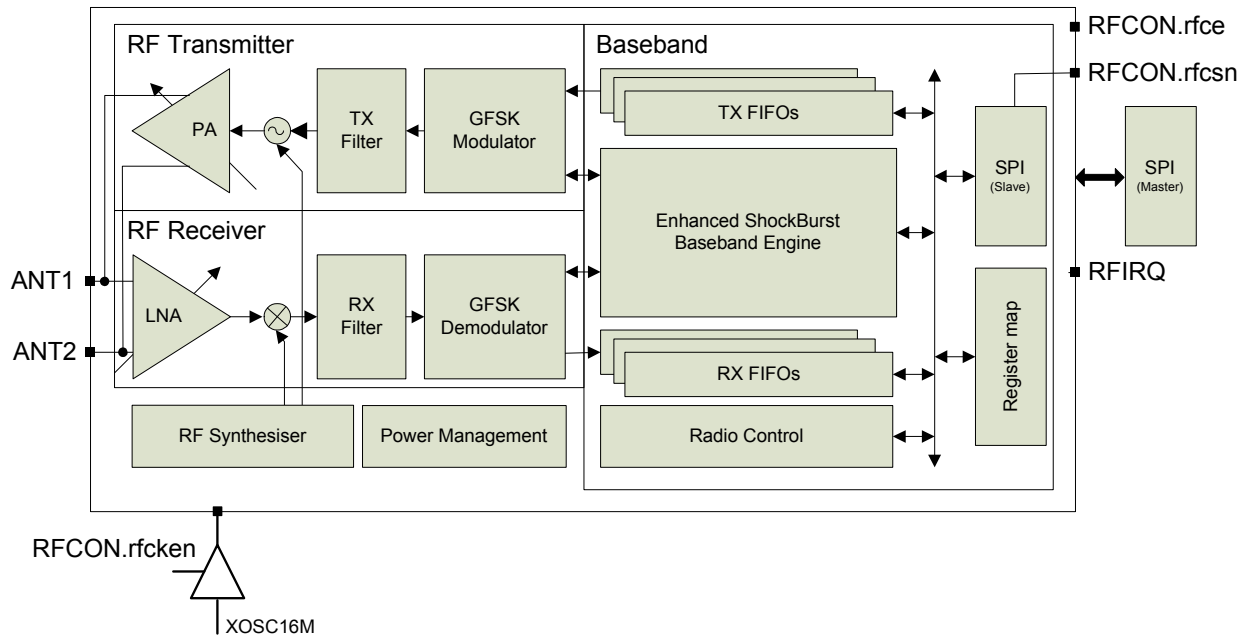 RF Transmitter
Baseband
RFCON.rfce
RFCON.rfcsn
PA
TX
Filter
GFSK
Modulator
TX FIFOs
SPI
(Slave)
SPI
(Master)
Enhanced ShockBurst
Baseband Engine
RF Receiver
ANT1
ANT2
LNA
RX
Filter
GFSK
Demodulator
RFIRQ
RX FIFOs
Register map
RF Synthesiser
Power Management
Radio Control
RFCON.rfcken
XOSC16M